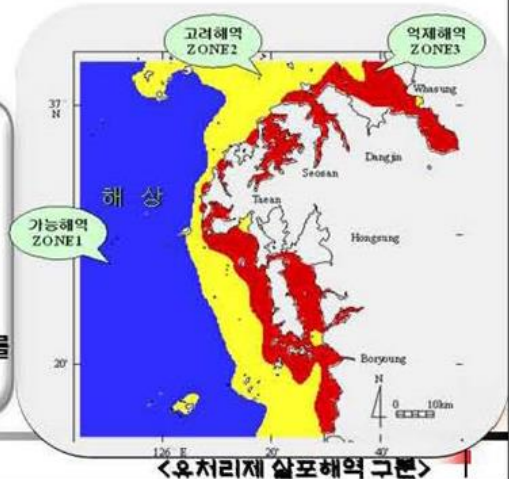 고려해역
ZONE2
억제해역
ZONE3
37
N
Whasung
Dangjin
Seosan
해 상
Taean
가능해역
ZONE1
Hongsung
20'
Boryoung
N
0 10km
126 E
20'
40'
<유처리제 살포해역 구분>